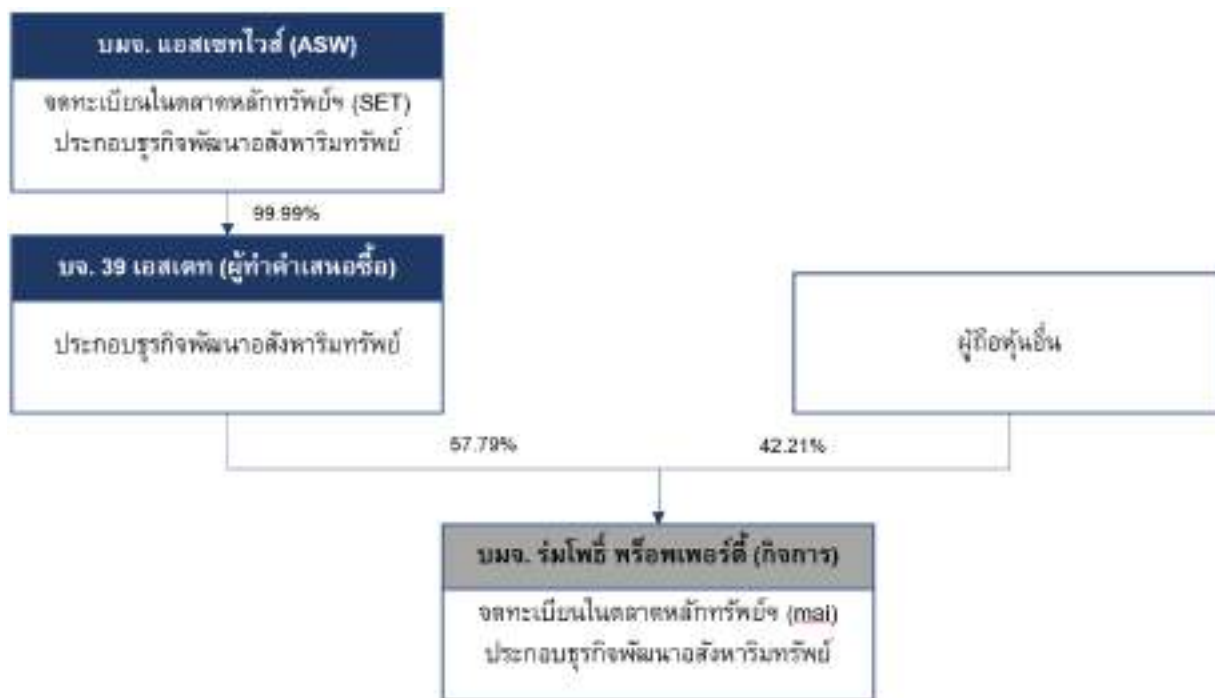 บมจ. แอสเซทไวส์ (ASW)
จดทะเบียนในตลาดหลักทรัพย์ฯ (SET)
ประกอบธุรกิจพัฒนาอสังหาริมทรัพย์
99.99%
บจ. 39 เอสเตท (ผู้ทำคำเสนอซื้อ)
ประกอบธุรกิจพัฒนาอสังหาริมทรัพย์
ผู้ถือหุ้นอื่น
57.79%
42.21%
บมจ. ร่มโพธิ์ พร็อพเพอร์ตี้ (กิจการ)
จดทะเบียนในตลาดหลักทรัพย์ฯ (mai)
ประกอบธุรกิจพัฒนาอสังหาริมทรัพย์